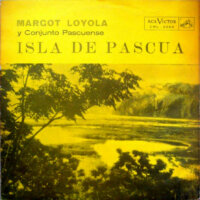 MARGOT LOYOLA
y Conjunto Pascuense
ISLA DE PASCUA
RCA VICTOR